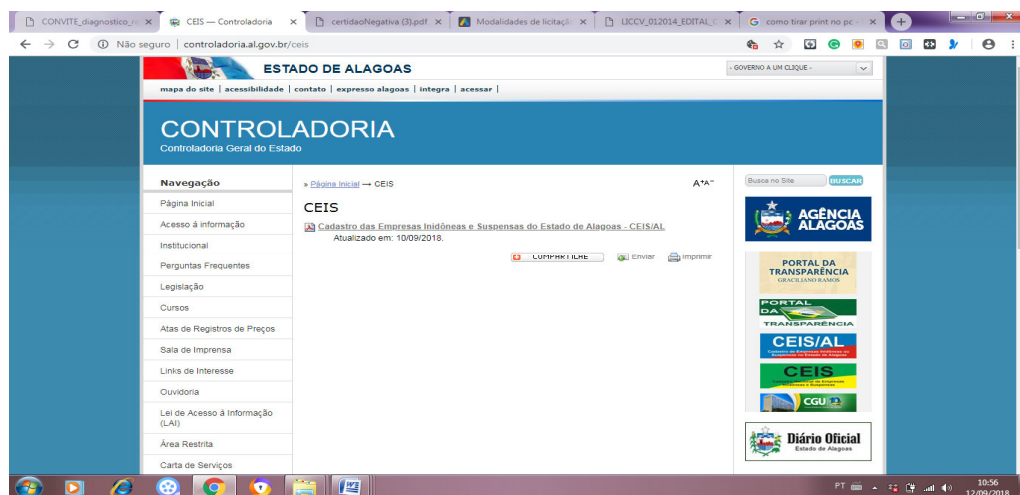 CONVITE_diagnostico_re
CEIS — Controladoria
certidaoNegativa (3).pdf
Modalidades de licitaçã
LICCV_012014_EDITAL_C
como tirar print no pc -
Não seguro | controladoria.al.gov.br/ceis
ESTADO DE ALAGOAS
- GOVERNO A UM CLIQUE -
mapa do site | acessibilidade | contato | expresso alagoas | integra | acessar |
CONTROLADORIA
Controladoria Geral do Estado
Navegação
Página Inicial
Acesso á informação
Institucional
Perguntas Frequentes
Legislação
Cursos
Atas de Registros de Preços
Sala de Imprensa
Links de Interesse
Ouvidoria
Lei de Acesso á Informação
(LAI)
Área Restrita
Carta de Serviços
» Página Inicial → CEIS
A+A−
CEIS
Cadastro das Empresas Inidôneas e Suspensas do Estado de Alagoas - CEIS/AL
Atualizado em: 10/09/2018.
COMPARTILHE
Enviar
imprimir
Busca no Site
BUSCAR
AGÊNCIA
ALAGOAS
PORTAL DA
TRANSPARÊNCIA
GRACILIANO RAMOS
PORTAL
DA
TRANSPARÊNCIA
CEIS/AL
CEIS
CGU
Diário Oficial
Estado de Alagoas
PT
10:56
12/09/2018